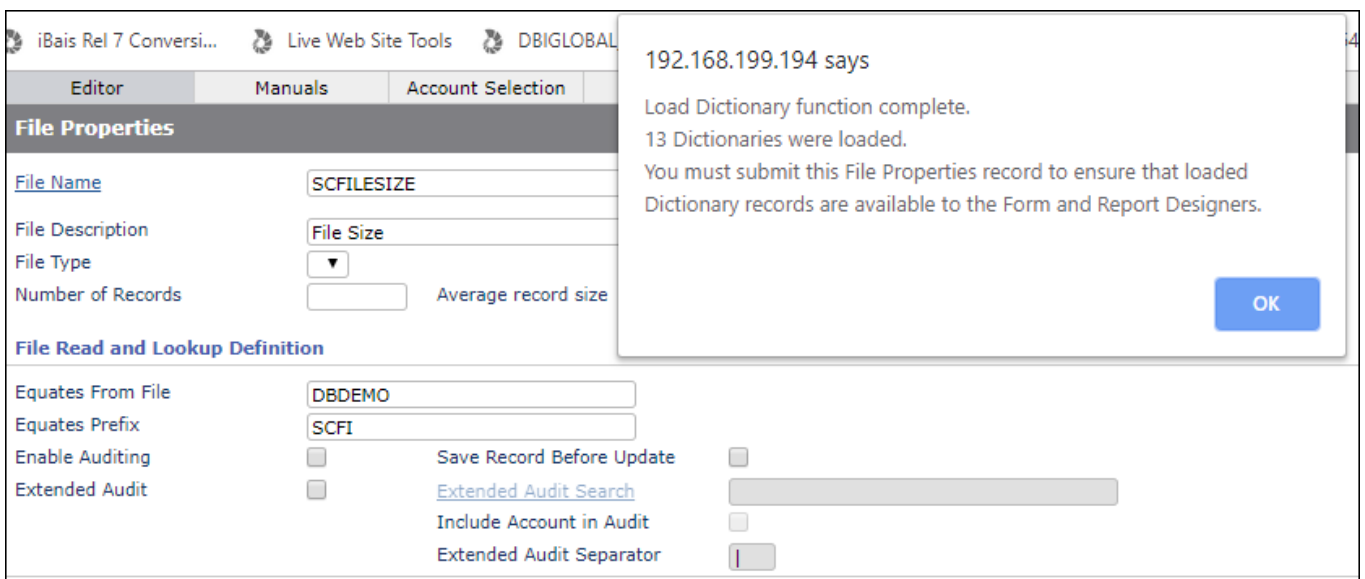 iBais Rel 7 Conversi... Live Web Site Tools DBIGLOBAL
192.168.199.194 says
Editor Manuals Account Selection
Load Dictionary function complete.
File Properties
13 Dictionaries were loaded.
You must submit this File Properties record to ensure that loaded
Dictionary records are available to the Form and Report Designers.
OK
File Name SCFILESIZE
File Description File Size
File Type
Number of Records Average record size
File Read and Lookup Definition
Equates From File DBDEMO
Equates Prefix SCFI
Enable Auditing Save Record Before Update
Extended Audit Extended Audit Search
Include Account in Audit
Extended Audit Separator |